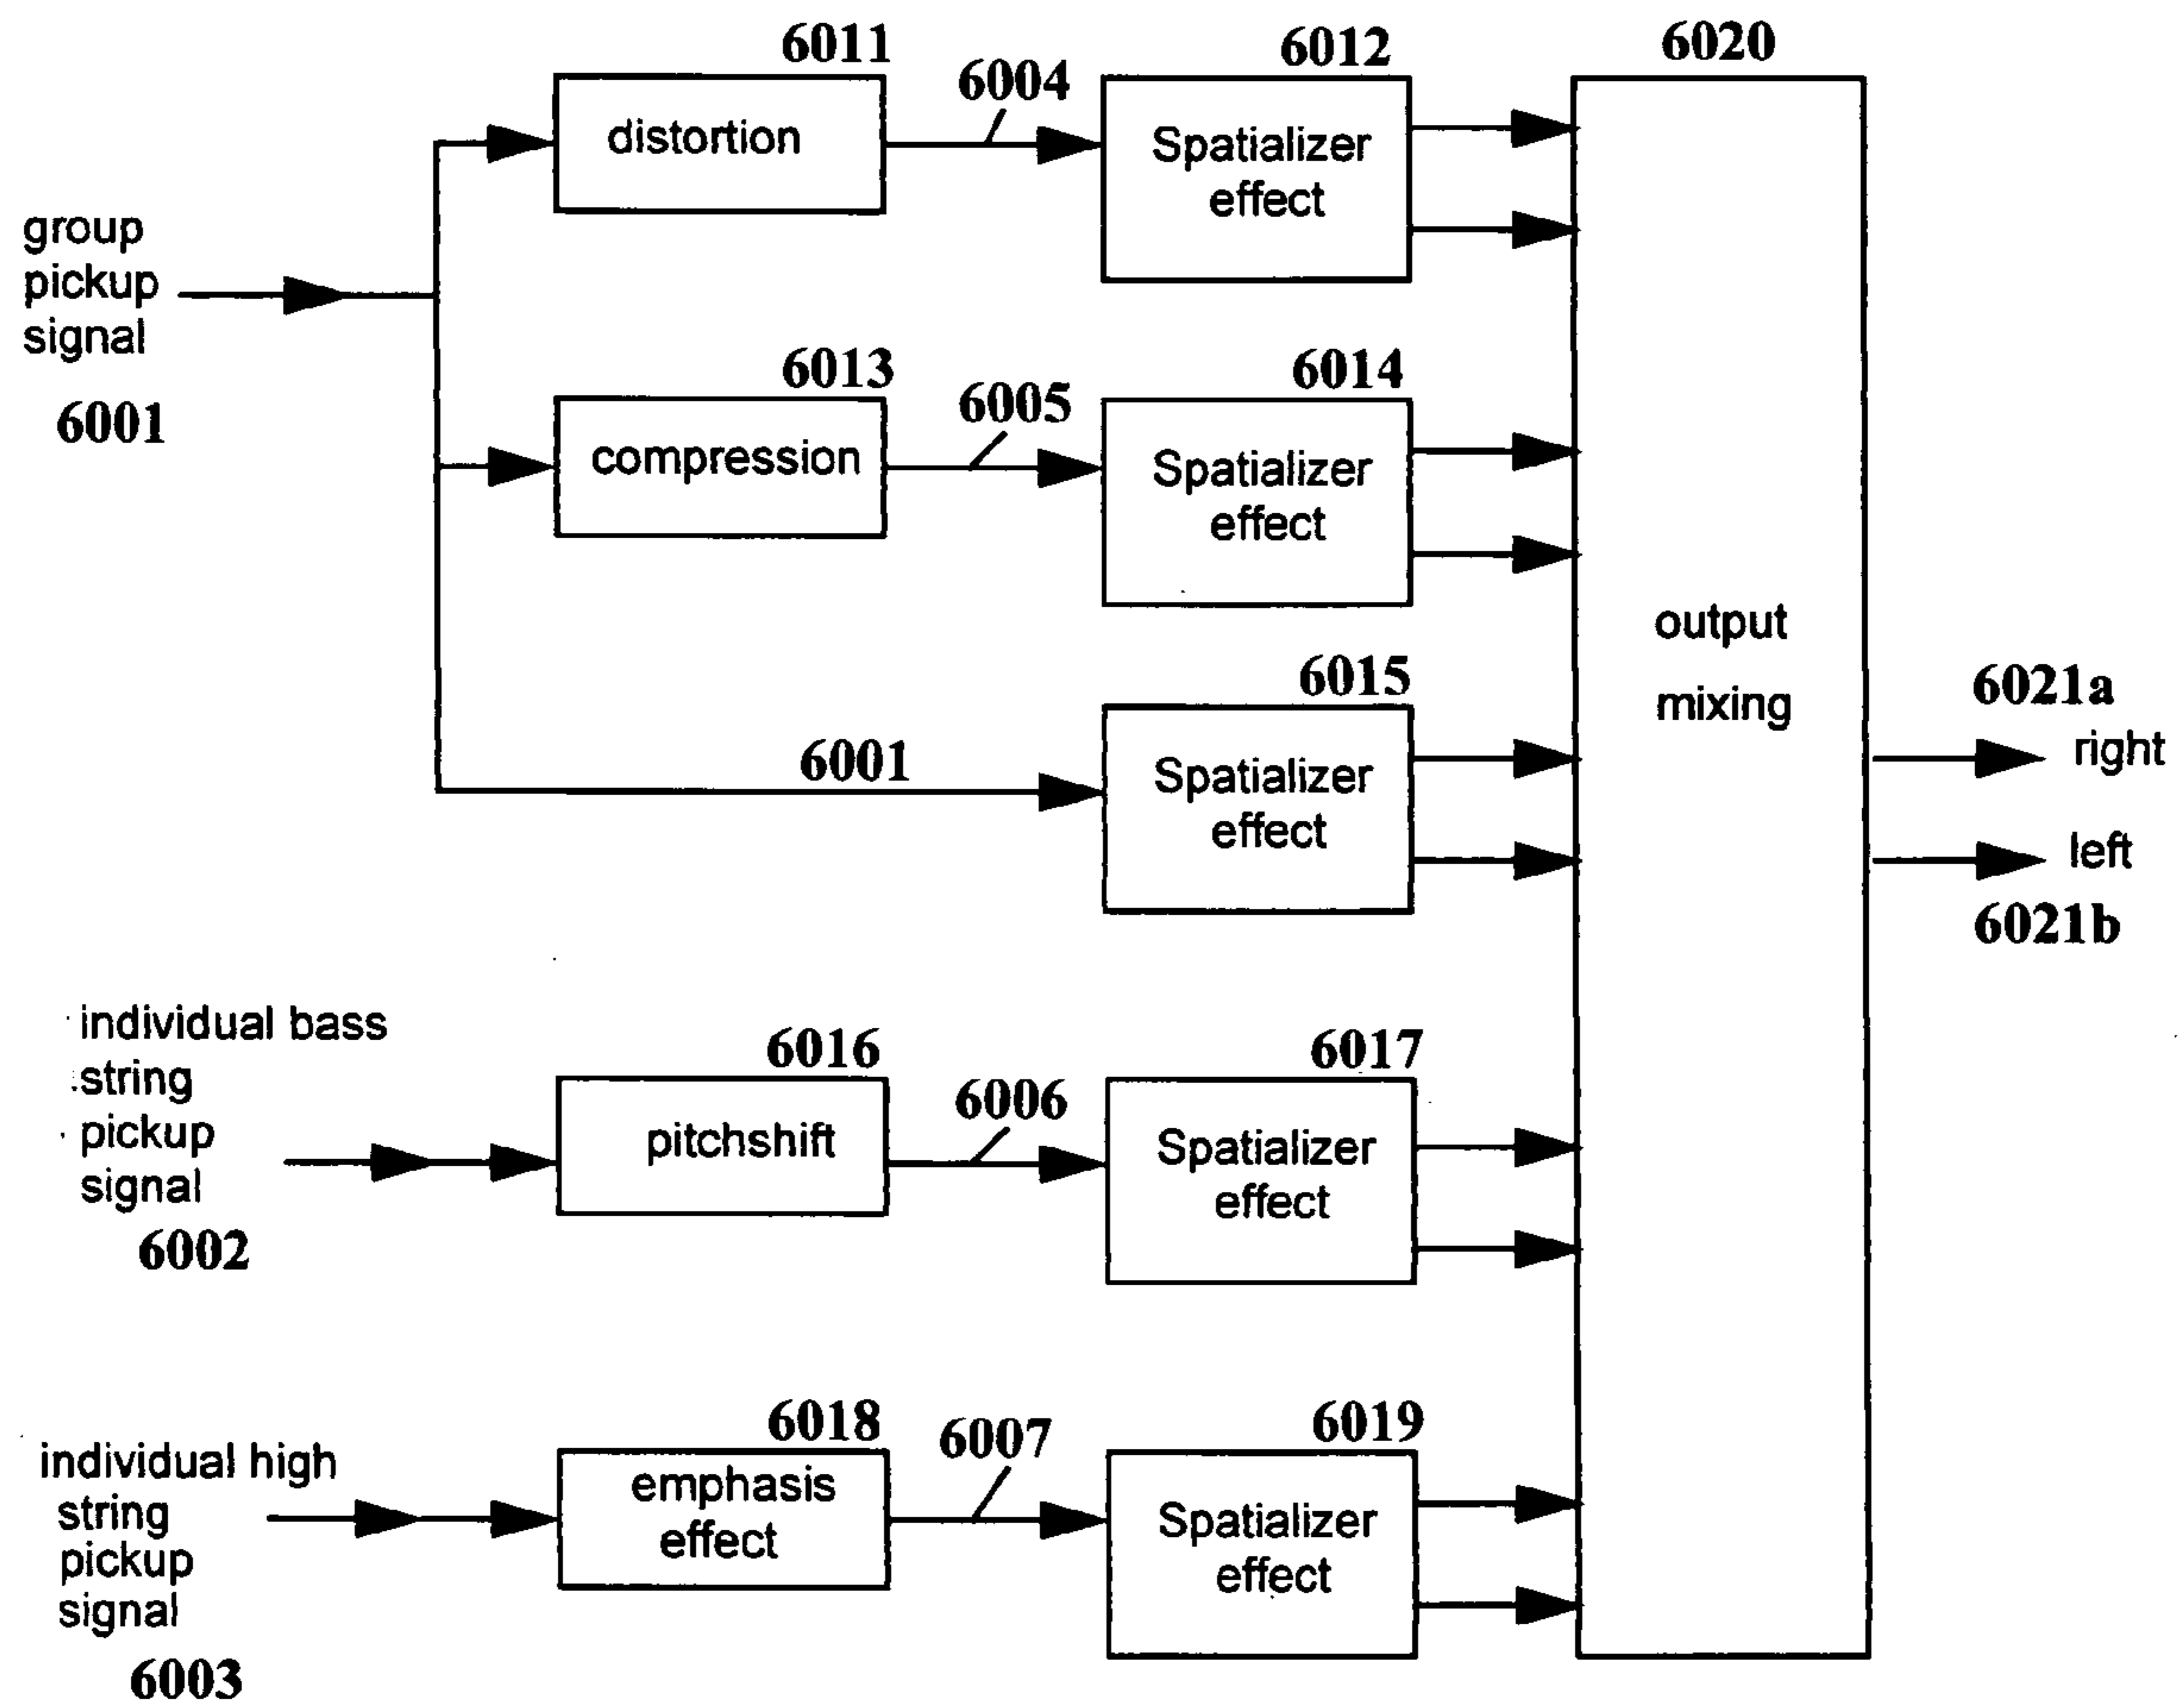 6011
6004
6012
6020
distortion
Spatializer
effect
group
pickup
signal
6001
6013
6005
6014
compression
Spatializer
effect
output
mixing
6015
6001
Spatializer
effect
6021a
right
left
6021b
individual bass
string
pickup
signal
6002
6016
6006
6017
pitchshift
Spatializer
effect
individual high
string
pickup
signal
6003
6018
6007
6019
emphasis
effect
Spatializer
effect